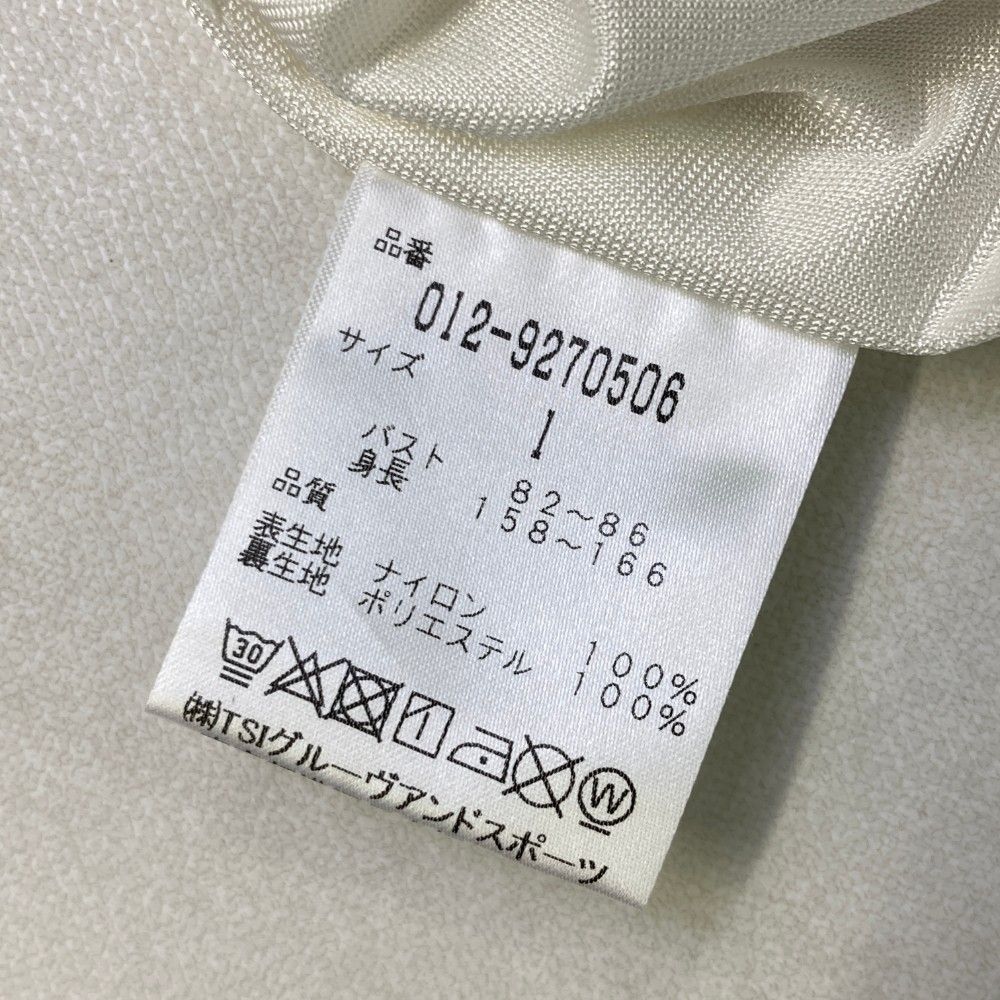 品番
012-9270506
サイズ
1
バスト 82～86
身長 158～166
品質
表生地 ナイロン 100%
裏生地 ポリエステル 100%
30 1 W
㈱TSIグルーヴアンドスポーツ